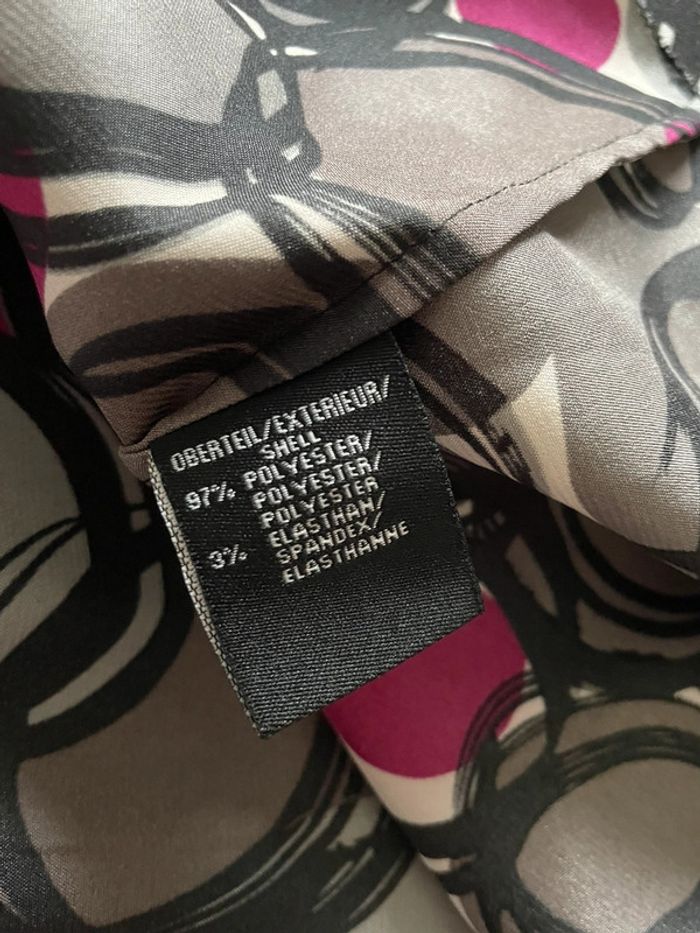 OBERTEIL/EXTERIEUR/
SHELL
97% POLYESTER/
POLYESTER/
POLYESTER
3% ELASTHAN/
SPANDEX/
ELASTHANNE